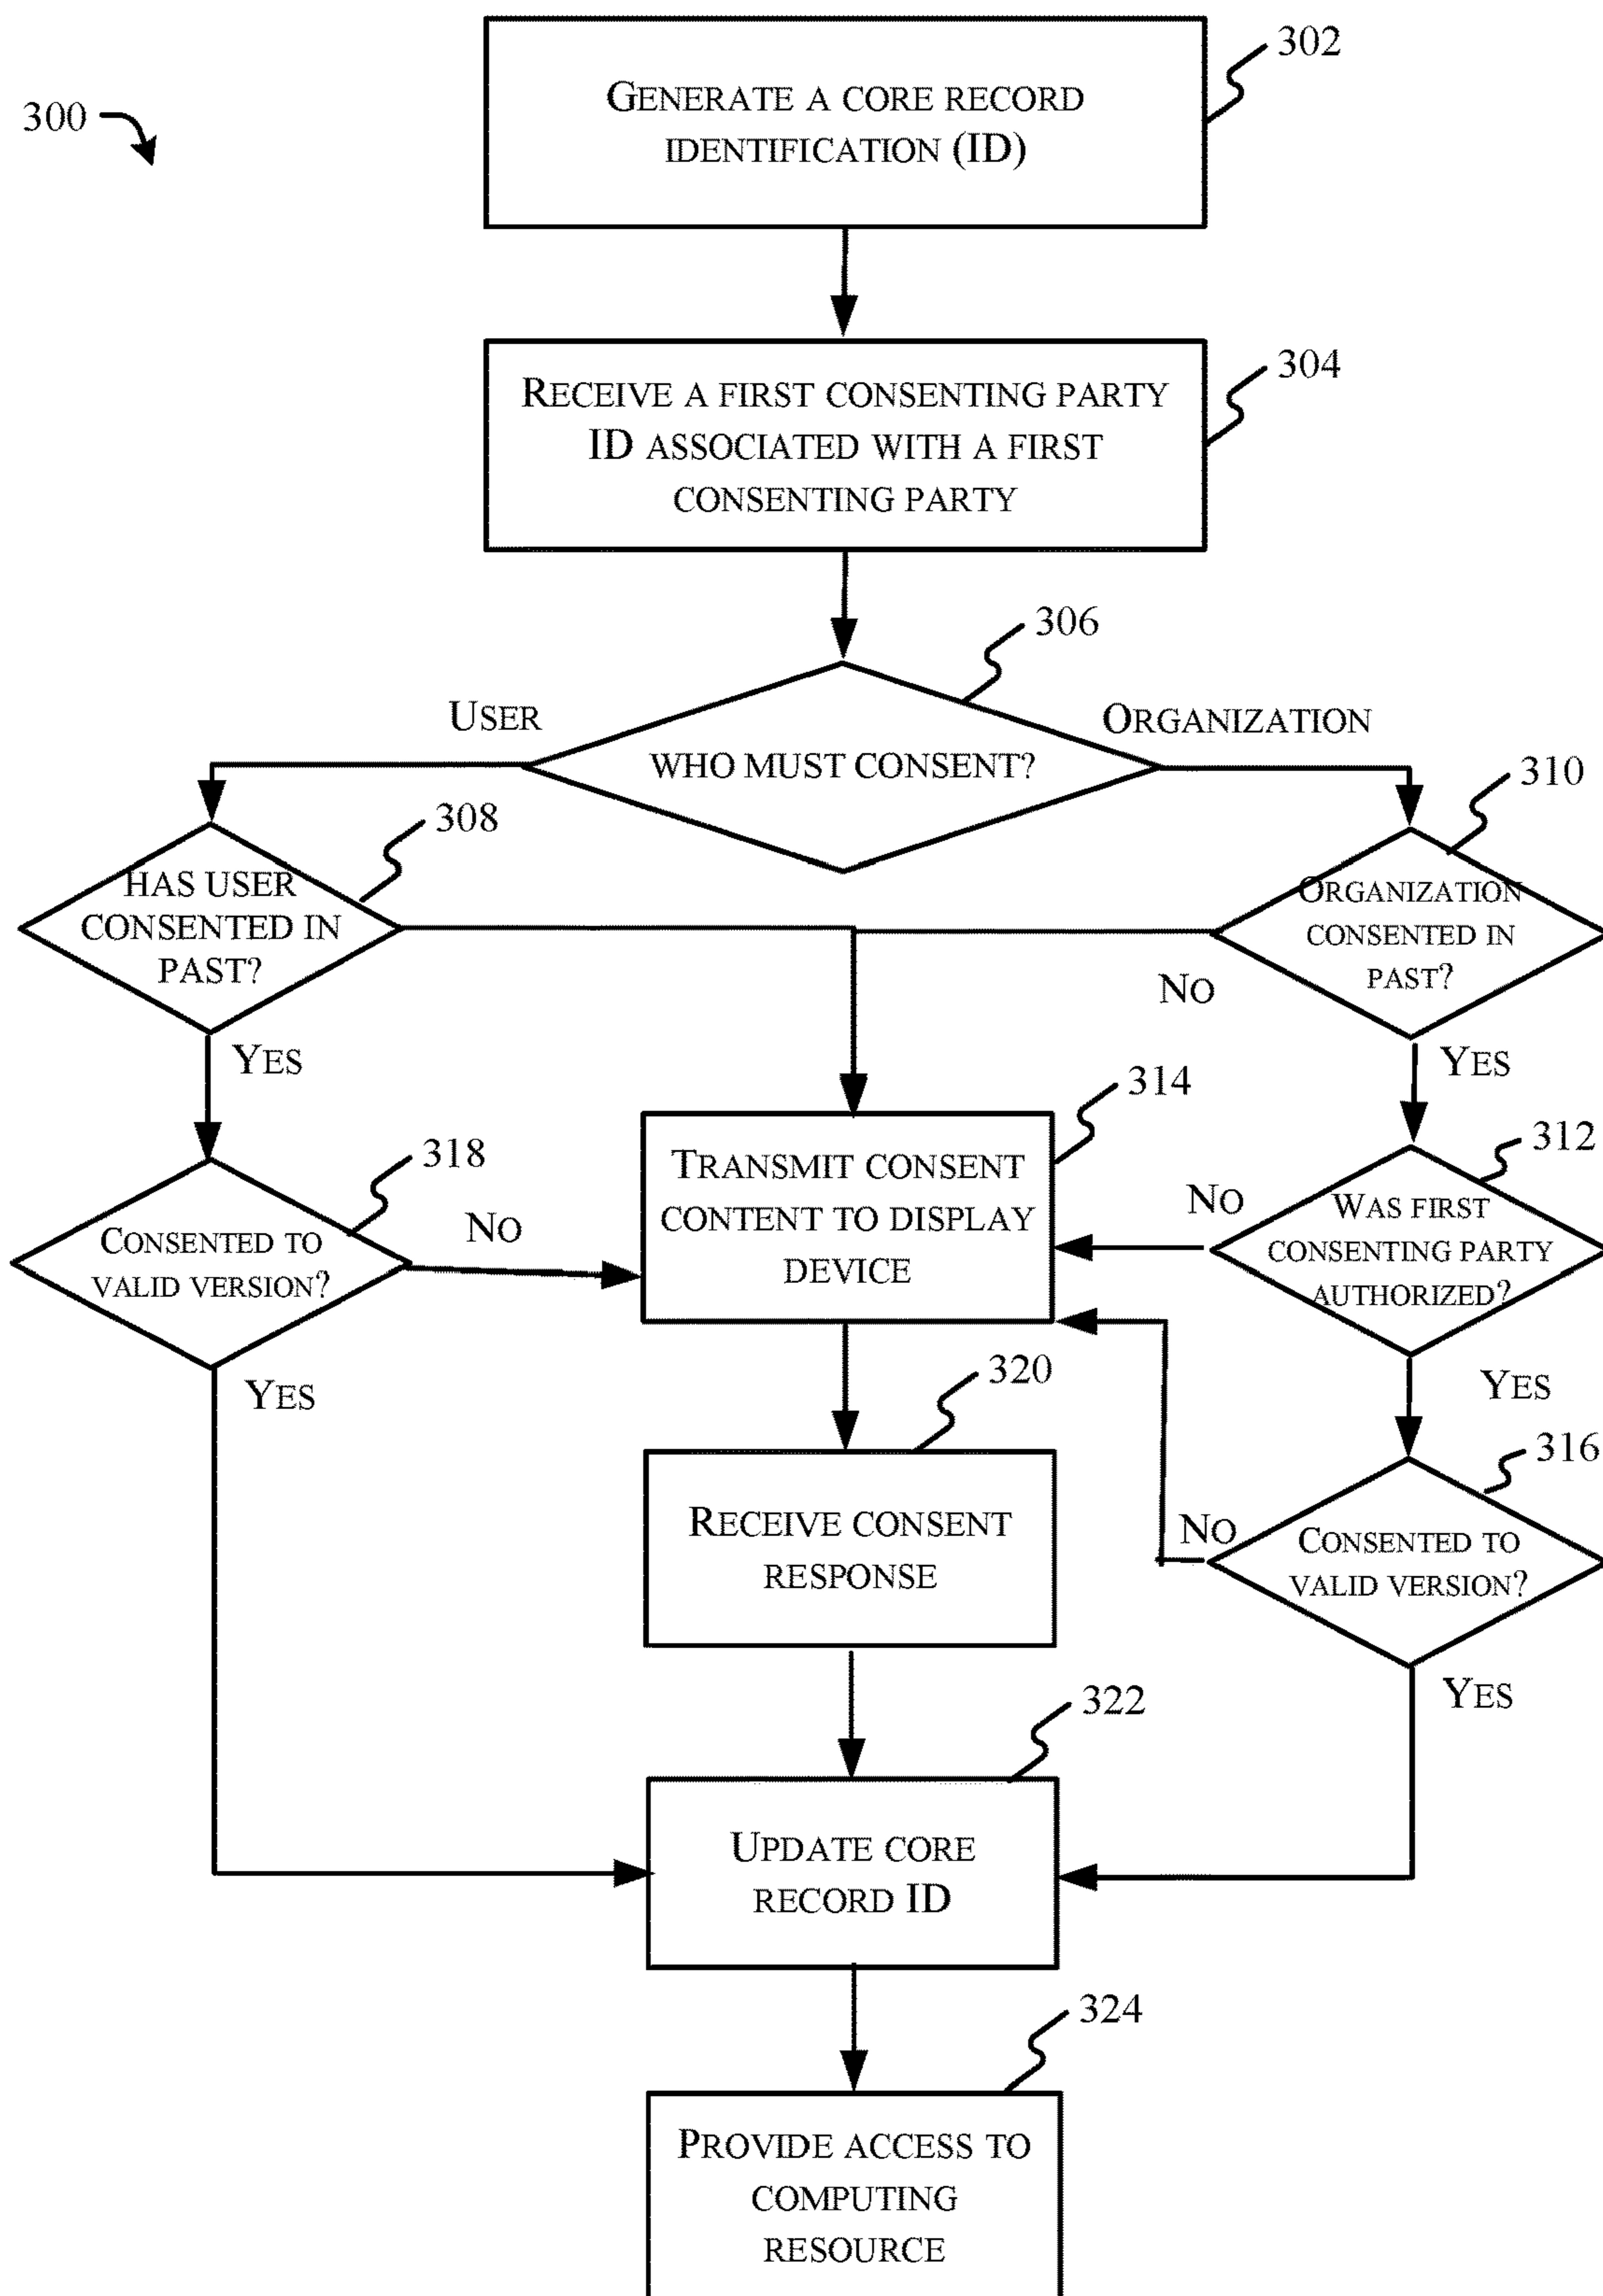 302
300
GENERATE A CORE RECORD
IDENTIFICATION (ID)
304
RECEIVE A FIRST CONSENTING PARTY
ID ASSOCIATED WITH A FIRST
CONSENTING PARTY
306
USER
ORGANIZATION
WHO MUST CONSENT?
310
308
HAS USER
CONSENTED IN
PAST?
ORGANIZATION
CONSENTED IN
PAST?
NO
YES
YES
314
312
318
TRANSMIT CONSENT
CONTENT TO DISPLAY
DEVICE
NO
WAS FIRST
CONSENTING PARTY
AUTHORIZED?
NO
CONSENTED TO
VALID VERSION?
320
YES
YES
316
RECEIVE CONSENT
RESPONSE
NO
CONSENTED TO
VALID VERSION?
322
YES
UPDATE CORE
RECORD ID
324
PROVIDE ACCESS TO
COMPUTING
RESOURCE